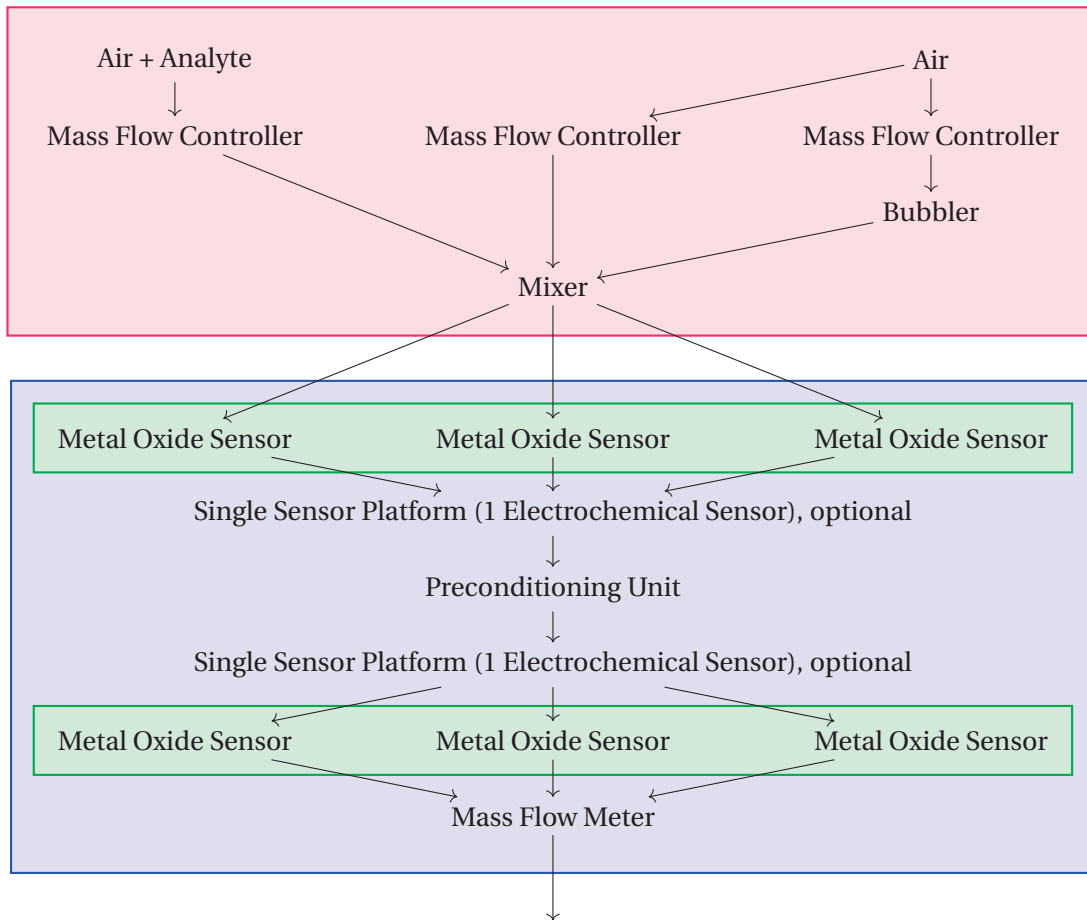 Air + Analyte
Air
Mass Flow Controller
Mass Flow Controller
Mass Flow Controller
Bubbler
Mixer
Metal Oxide Sensor
Metal Oxide Sensor
Metal Oxide Sensor
Single Sensor Platform (1 Electrochemical Sensor), optional
Preconditioning Unit
Single Sensor Platform (1 Electrochemical Sensor), optional
Metal Oxide Sensor
Metal Oxide Sensor
Metal Oxide Sensor
Mass Flow Meter